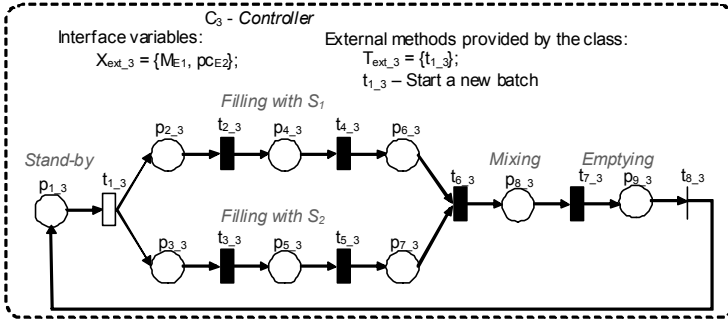 C3 - Controller
Interface variables:
Xext_3 = {ME1, pcE2};
External methods provided by the class:
Text_3 = {t1_3};
t1_3 – Start a new batch
Filling with S1
p2_3 t2_3 p4_3 t4_3 p6_3
Stand-by
p1_3 t1_3
Mixing Emptying
t6_3 p8_3 t7_3 p9_3 t8_3
Filling with S2
p3_3 t3_3 p5_3 t5_3 p7_3